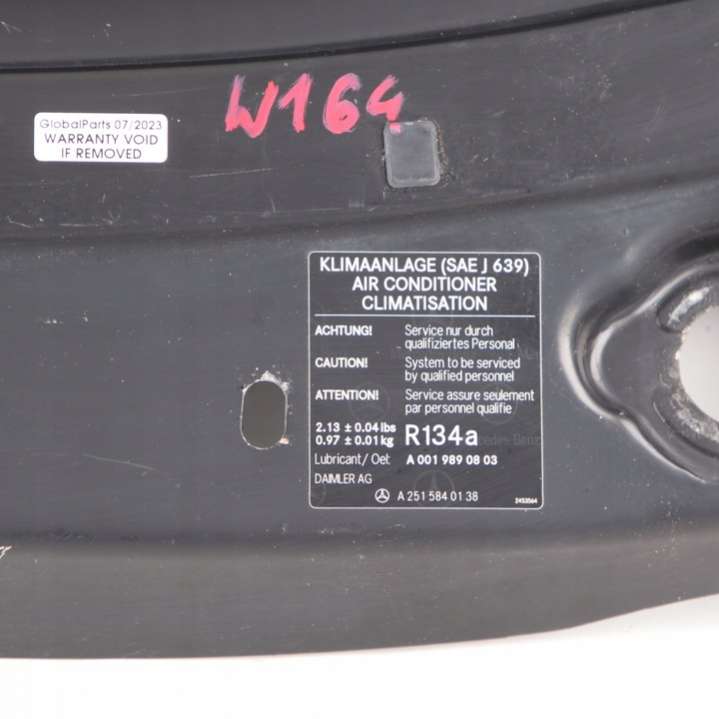 W164
GlobalParts 07/2023
WARRANTY VOID
IF REMOVED
KLIMAANLAGE (SAE J 639)
AIR CONDITIONER
CLIMATISATION
ACHTUNG! Service nur durch
qualifiziertes Personal
CAUTION! System to be serviced
by qualified personnel
ATTENTION! Service assure seulement
par personnel qualifie
2.13 ± 0.04 lbs
0.97 ± 0.01 kg R134a
Lubricant/ Oel: A 001 989 08 03
DAIMLER AG
A 251 584 01 38 2453564